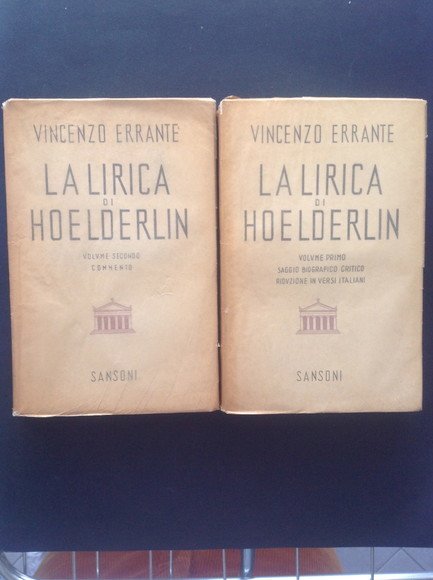 VINCENZO ERRANTE
LA LIRICA
DI
HOELDERLIN
VOLVME SECONDO
COMMENTO
SANSONI
VINCENZO ERRANTE
LA LIRICA
DI
HOELDERLIN
VOLVME PRIMO
SAGGIO BIOGRAFICO CRITICO
RIDVZIONE IN VERSI ITALIANI
SANSONI